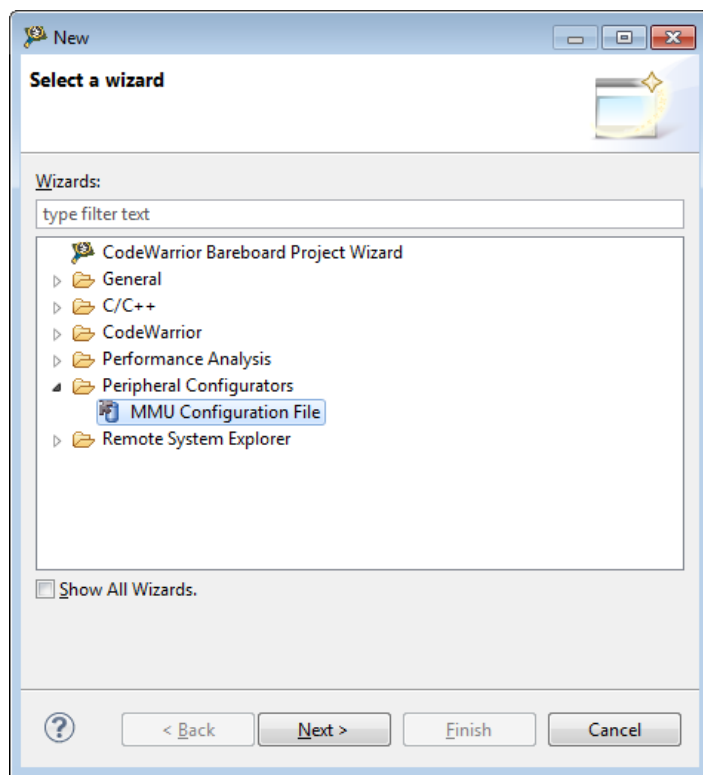 New
Select a wizard
Wizards:
type filter text
CodeWarrior Bareboard Project Wizard
General
C/C++
CodeWarrior
Performance Analysis
Peripheral Configurators
MMU Configuration File
Remote System Explorer
Show All Wizards.
? < Back Next > Finish Cancel